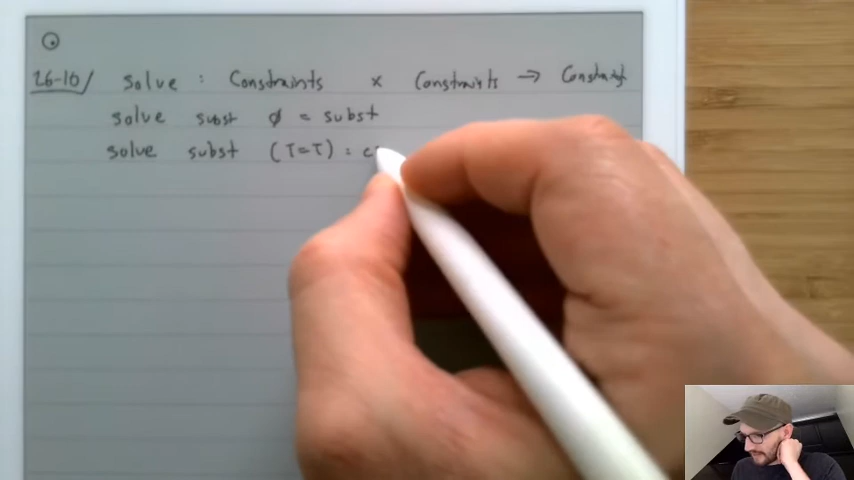 26-10/ solve : Constraints x Constraints → Constraint
solve subst ∅ = subst
solve subst (T=T) : c